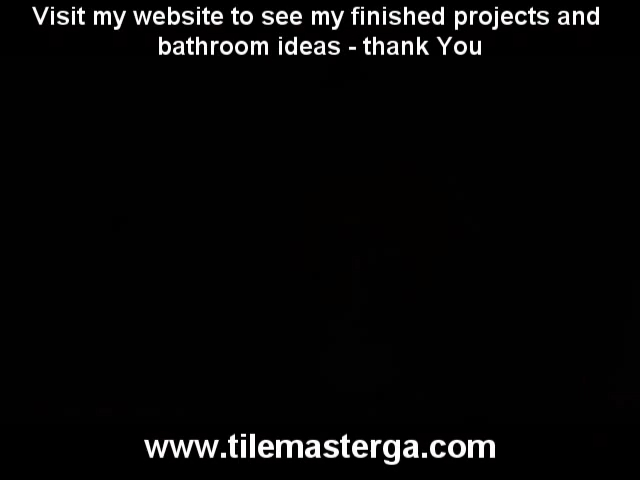 Visit my website to see my finished projects and
bathroom ideas - thank You
www.tilemasterga.com